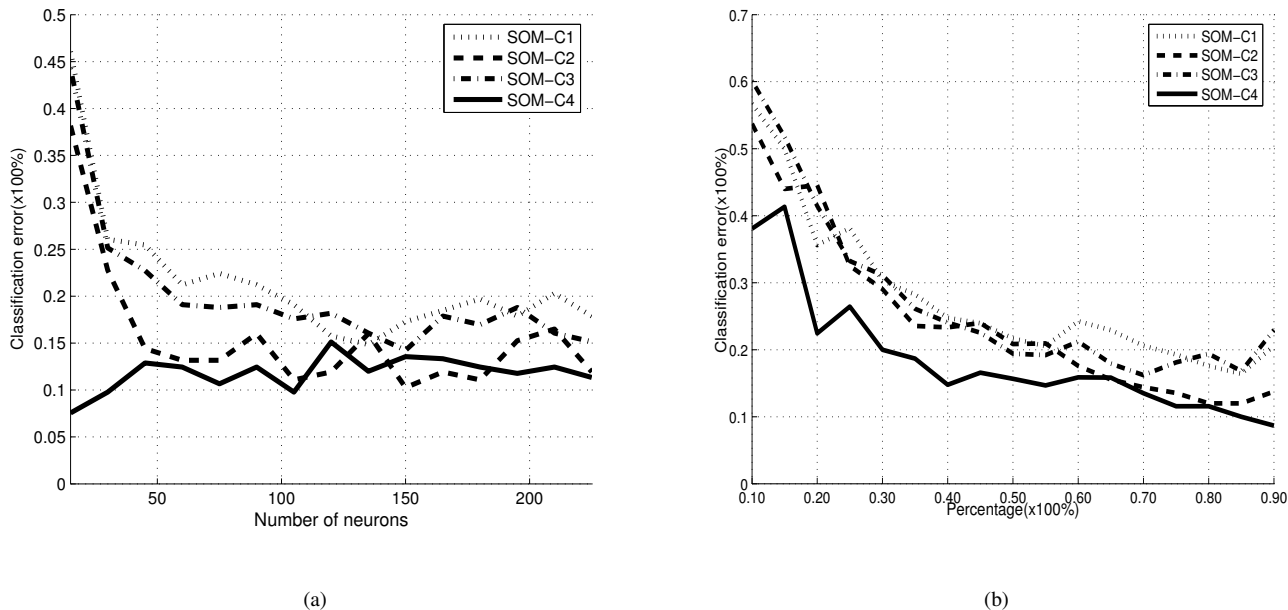 0.5
0.45
0.4
0.35
0.3
0.25
0.2
0.15
0.1
0.05
0
Classification error(x100%)
SOM-C1
SOM-C2
SOM-C3
SOM-C4
50
100
150
200
Number of neurons
(a)
0.7
0.6
0.5
0.4
0.3
0.2
0.1
0
Classification error(x100%)
SOM-C1
SOM-C2
SOM-C3
SOM-C4
0.10
0.20
0.30
0.40
0.50
0.60
0.70
0.80
0.90
Percentage(x100%)
(b)